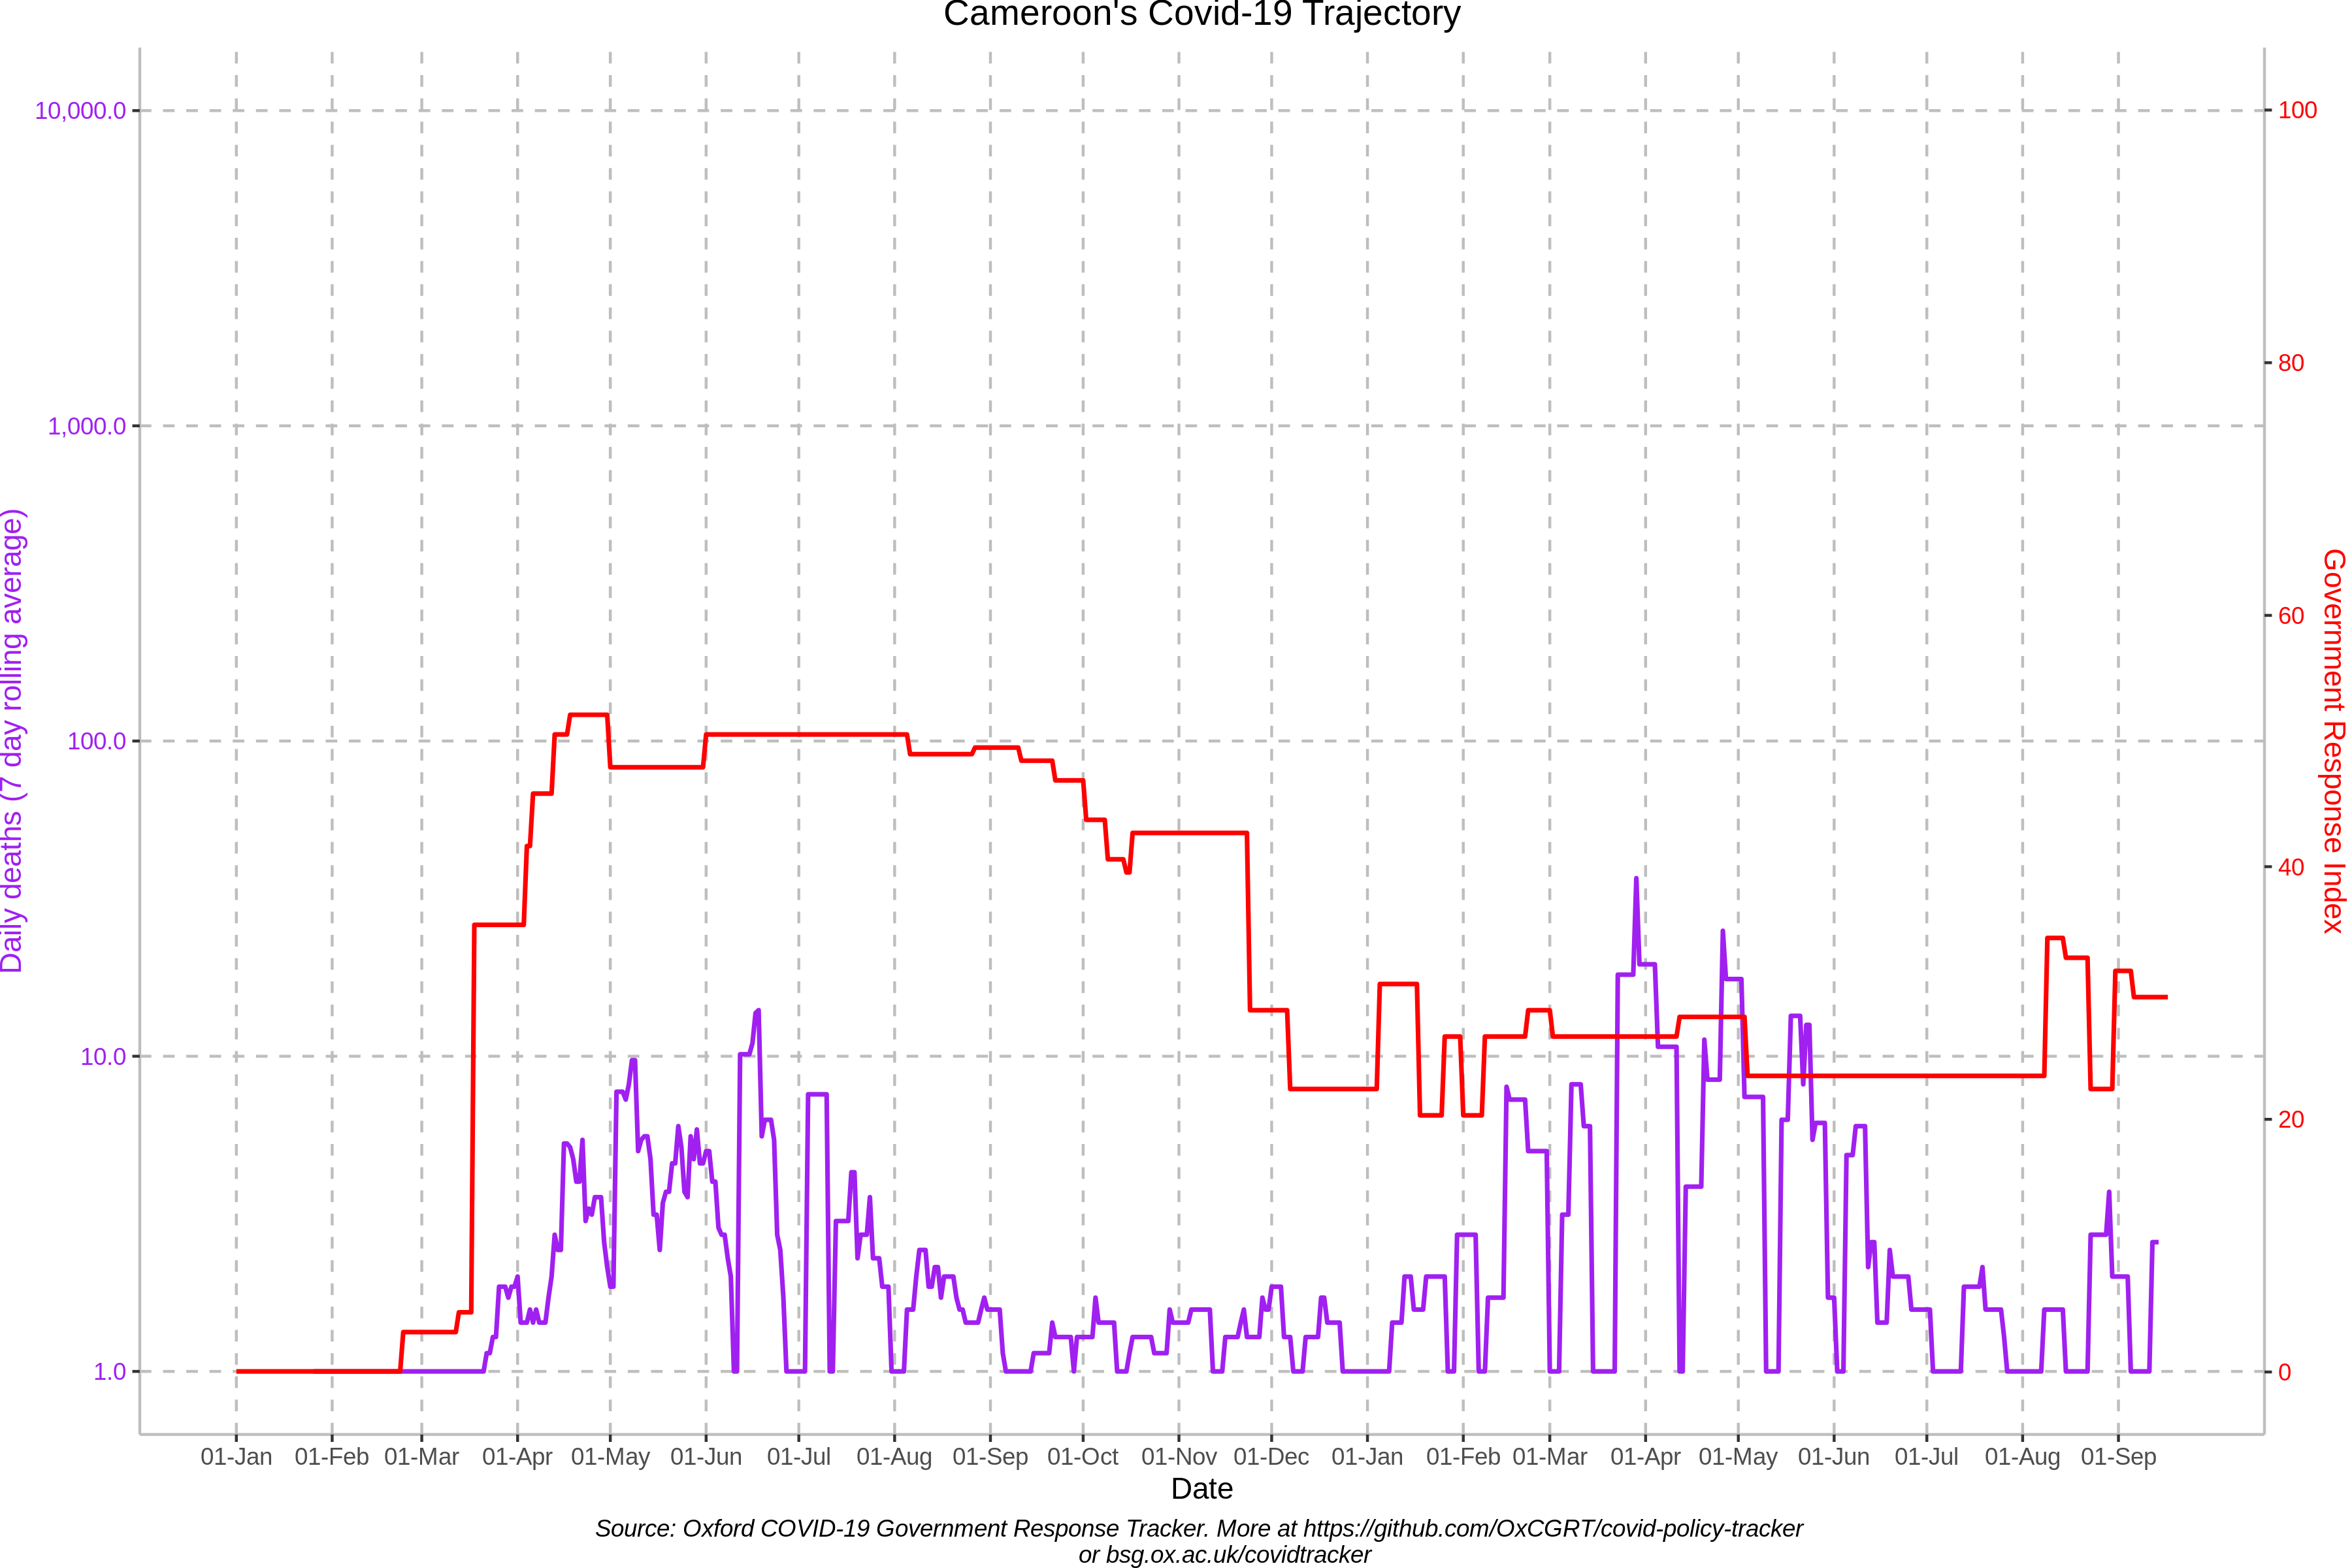 Cameroon's Covid-19 Trajectory
10,000.0
1,000.0
100.0
10.0
1.0
Daily deaths (7 day rolling average)
100
80
60
40
20
0
Government Response Index
01-Jan 01-Feb 01-Mar 01-Apr 01-May 01-Jun 01-Jul 01-Aug 01-Sep 01-Oct 01-Nov 01-Dec 01-Jan 01-Feb 01-Mar 01-Apr 01-May 01-Jun 01-Jul 01-Aug 01-Sep
Date
Source: Oxford COVID-19 Government Response Tracker. More at https://github.com/OxCGRT/covid-policy-tracker
or bsg.ox.ac.uk/covidtracker